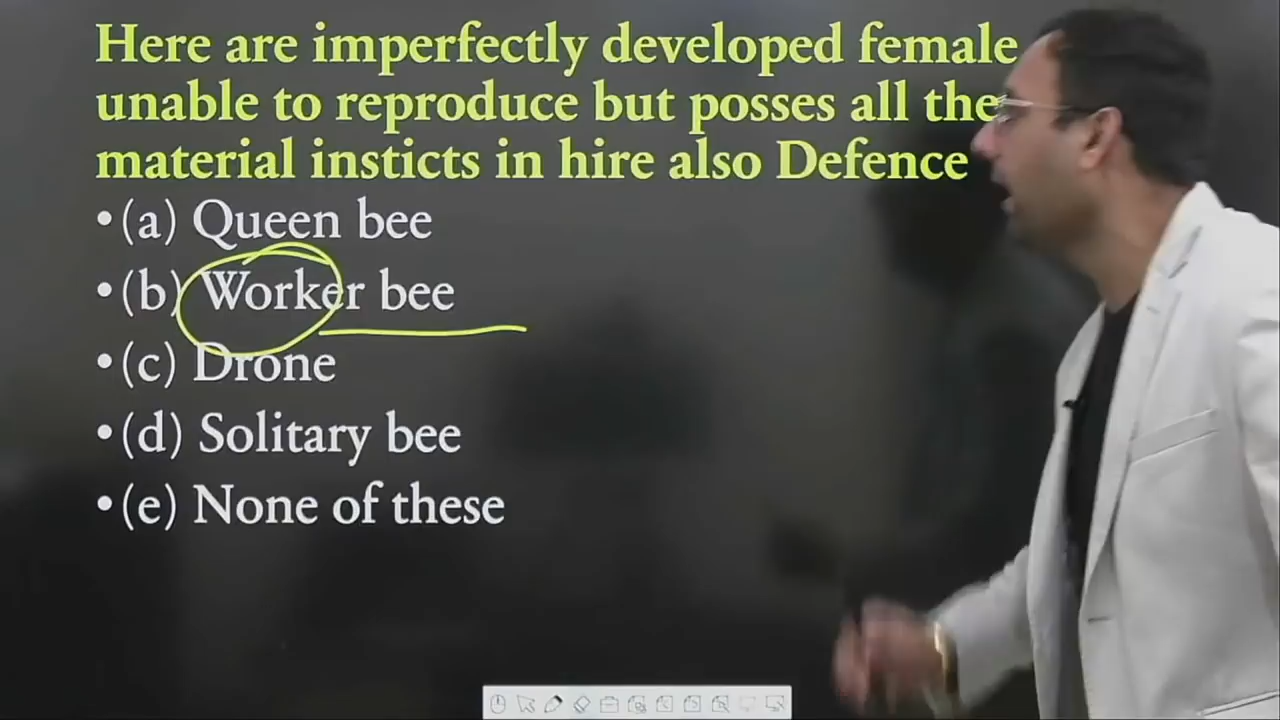 Here are imperfectly developed female
unable to reproduce but posses all the
material insticts in hire also Defence
•(a) Queen bee
•(b) Worker bee
•(c) Drone
•(d) Solitary bee
•(e) None of these